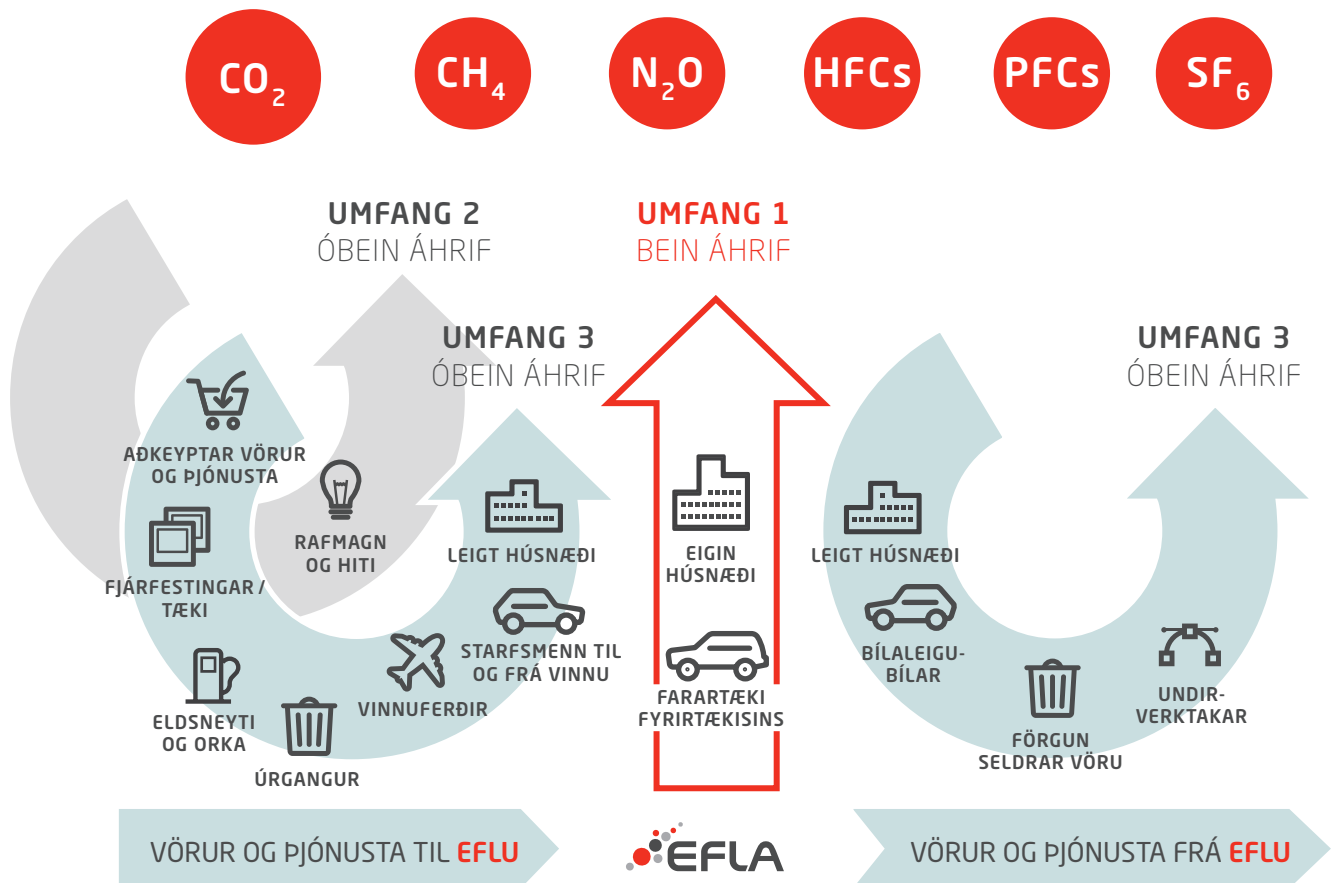 CO₂
CH₄
N₂O
HFCs
PFCs
SF₆
UMFANG 2
ÓBEIN ÁHRIF
UMFANG 1
BEIN ÁHRIF
UMFANG 3
ÓBEIN ÁHRIF
UMFANG 3
ÓBEIN ÁHRIF
AÐKEYPTAR VÖRUR
OG ÞJÓNUSTA
FJÁRFESTINGAR /
TÆKI
ELDSNEYTI
OG ORKA
ÚRGANGUR
VINNUFERÐIR
STARFSMENN TIL
OG FRÁ VINNU
LEIGT HÚSNÆÐI
RAFMAGN
OG HITI
EIGIN
HÚSNÆÐI
FARARTÆKI
FYRIRTÆKISINS
LEIGT HÚSNÆÐI
BÍLALEIGU-
BÍLAR
FÖRGUN
SELDRAR VÖRU
UNDIR-
VERKTAKAR
VÖRUR OG ÞJÓNUSTA TIL EFLU
EFLA
VÖRUR OG ÞJÓNUSTA FRÁ EFLU